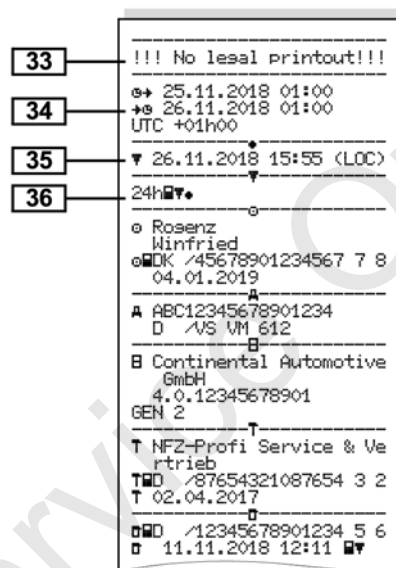 33
!!! No legal printout!!!
34
25.11.2018 01:00
26.11.2018 01:00
UTC +01h00
35
▼ 26.11.2018 15:55 (LOC)
36
24h▼
Rogenz
Winfried
DK /45678901234567 7 8
04.01.2019
A
A ABC12345678901234
D /VS VM 612
B
B Continental Automotive
GmbH
4.0.12345678901
GEN 2
T
T NFZ-Profi Service & Ve
rtrieb
T D /87654321087654 3 2
T 02.04.2017
D /12345678901234 5 6
11.11.2018 12:11 ▼
Service